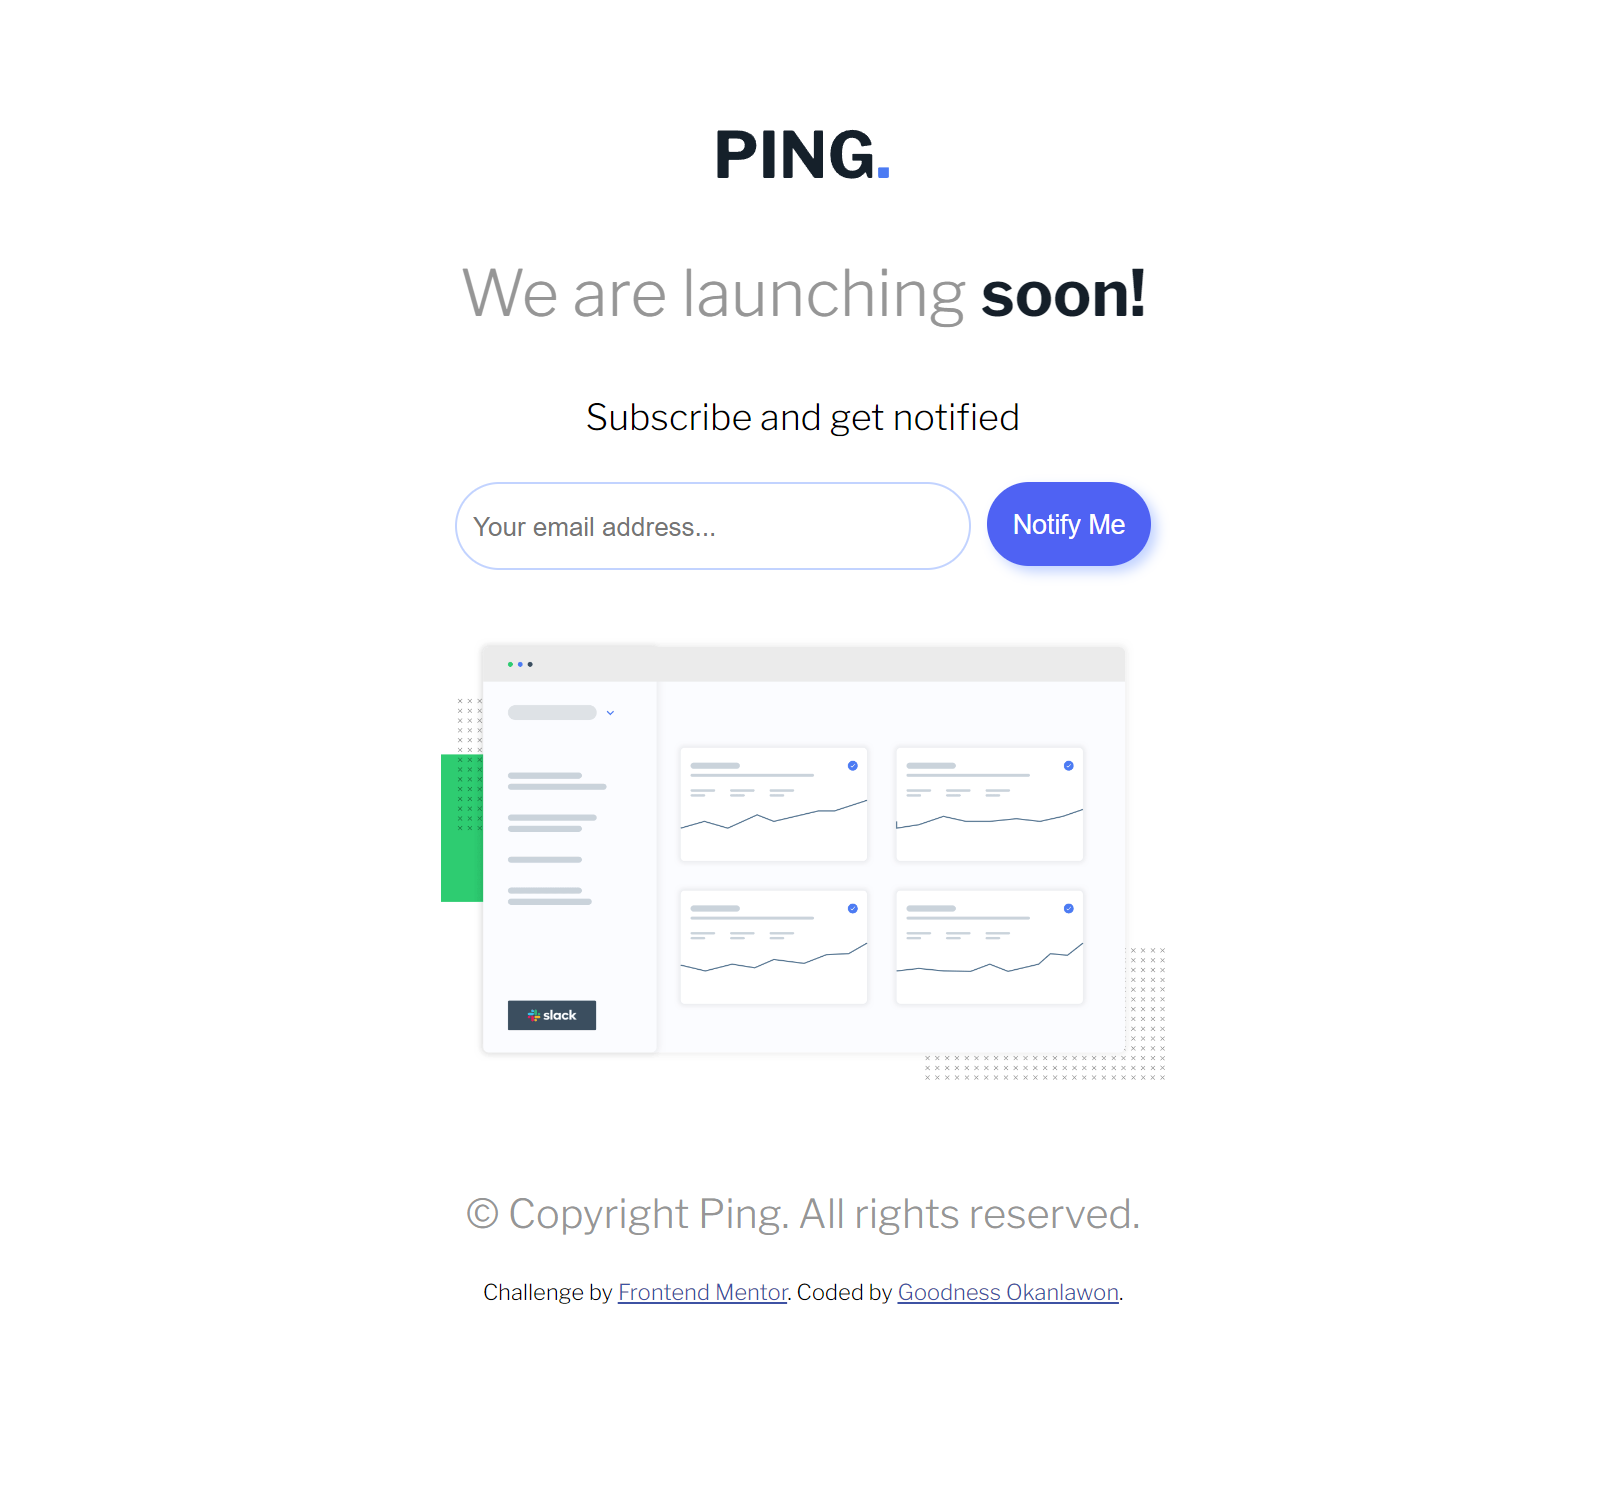 PING.
We are launching soon!
Subscribe and get notified
Your email address...
Notify Me
slack
© Copyright Ping. All rights reserved.
Challenge by Frontend Mentor. Coded by Goodness Okanlawon.